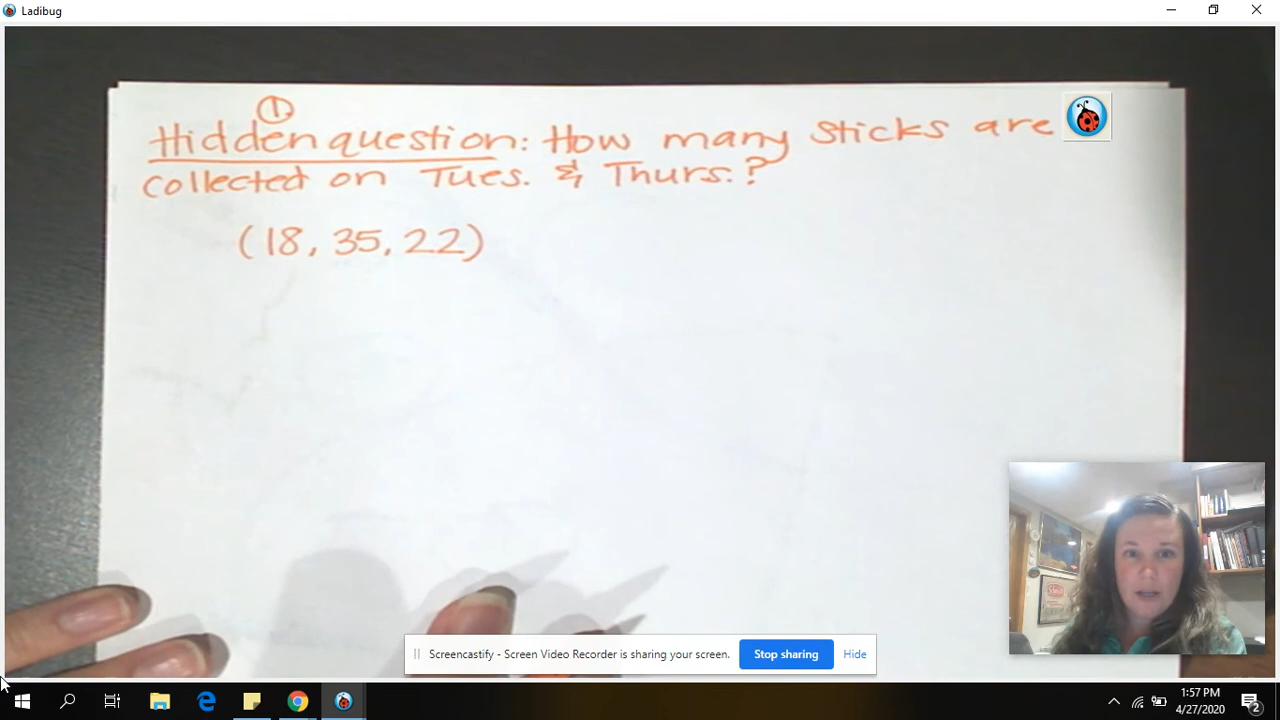 Ladibug
①
Hidden question: How many sticks are
collected on Tues. & Thurs.?
(18, 35, 22)
Screencastify - Screen Video Recorder is sharing your screen.
Stop sharing
Hide
1:57 PM
4/27/2020
2